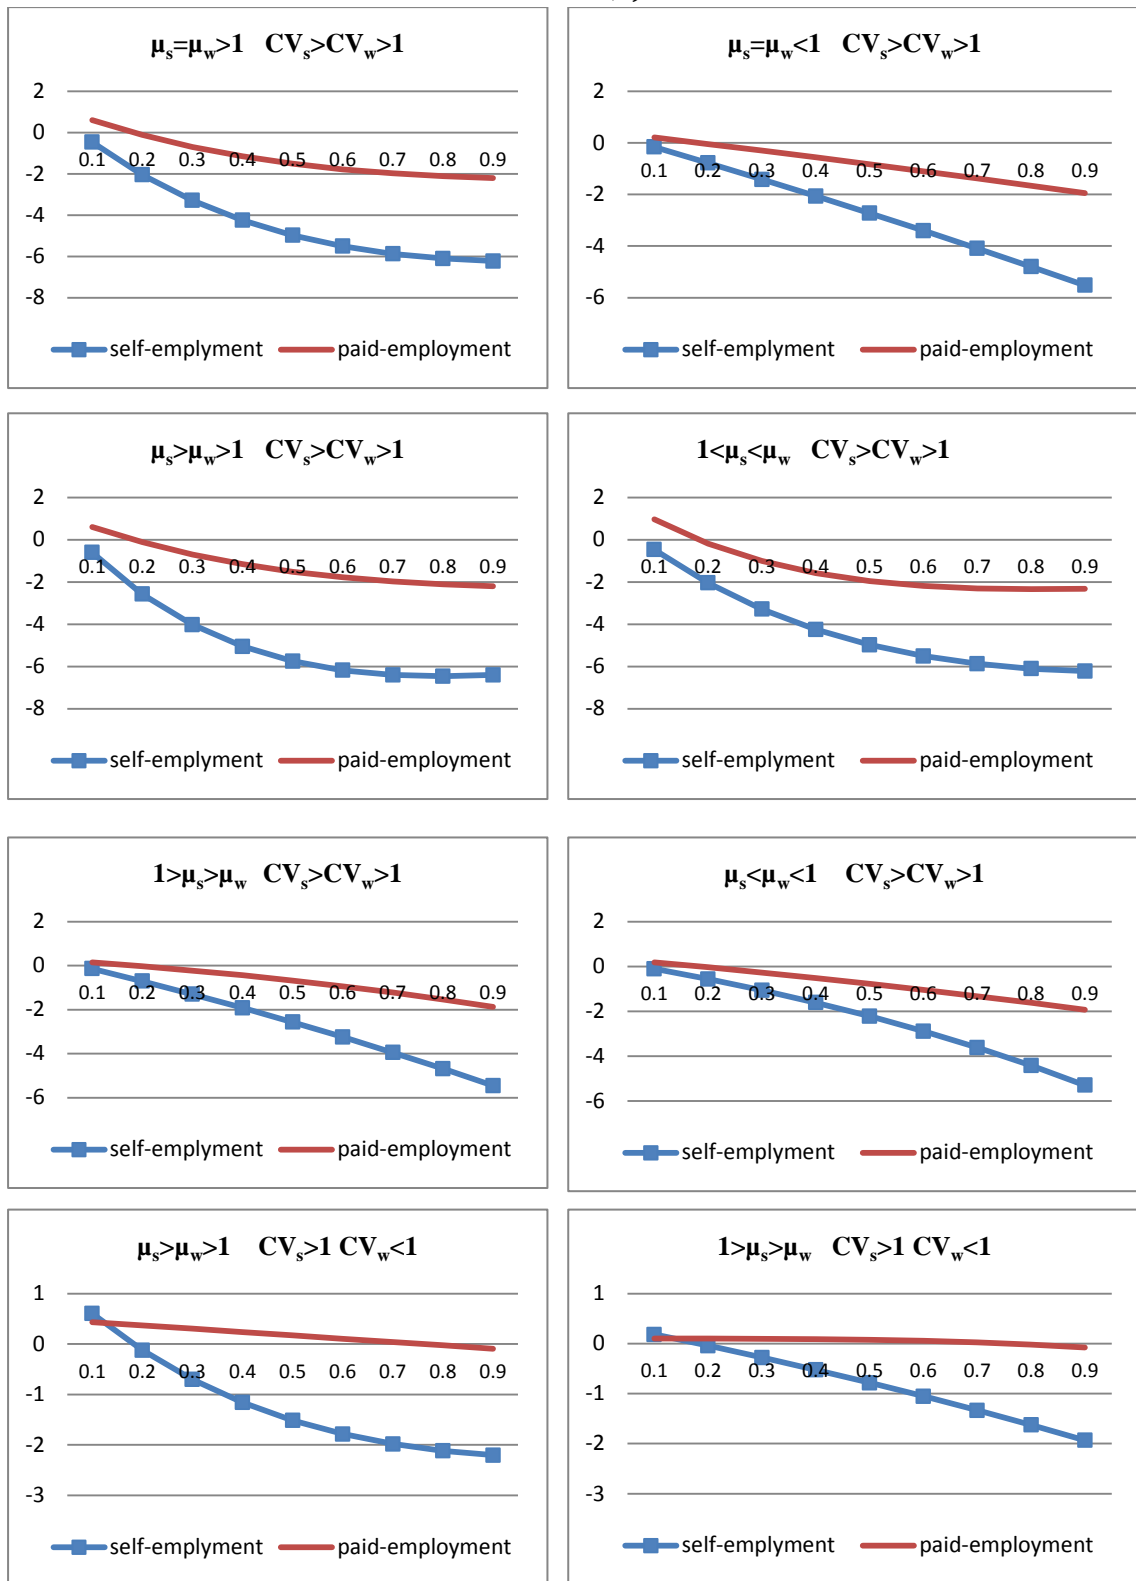 μs=μw>1 CVs>CVw>1
2
0
-2
-4
-6
-8
0.1 0.2 0.3 0.4 0.5 0.6 0.7 0.8 0.9
self-emplyment paid-employment
μs=μw<1 CVs>CVw>1
2
0
-2
-4
-6
0.1 0.2 0.3 0.4 0.5 0.6 0.7 0.8 0.9
self-emplyment paid-employment
μs>μw>1 CVs>CVw>1
2
0
-2
-4
-6
-8
0.1 0.2 0.3 0.4 0.5 0.6 0.7 0.8 0.9
self-emplyment paid-employment
1<μs<μw CVs>CVw>1
2
0
-2
-4
-6
-8
0.1 0.2 0.3 0.4 0.5 0.6 0.7 0.8 0.9
self-emplyment paid-employment
1>μs>μw CVs>CVw>1
2
0
-2
-4
-6
0.1 0.2 0.3 0.4 0.5 0.6 0.7 0.8 0.9
self-emplyment paid-employment
μs<μw<1 CVs>CVw>1
2
0
-2
-4
-6
0.1 0.2 0.3 0.4 0.5 0.6 0.7 0.8 0.9
self-emplyment paid-employment
μs>μw>1 CVs>1 CVw<1
1
0
-1
-2
-3
0.1 0.2 0.3 0.4 0.5 0.6 0.7 0.8 0.9
self-emplyment paid-employment
1>μs>μw CVs>1 CVw<1
1
0
-1
-2
-3
0.1 0.2 0.3 0.4 0.5 0.6 0.7 0.8 0.9
self-emplyment paid-employment